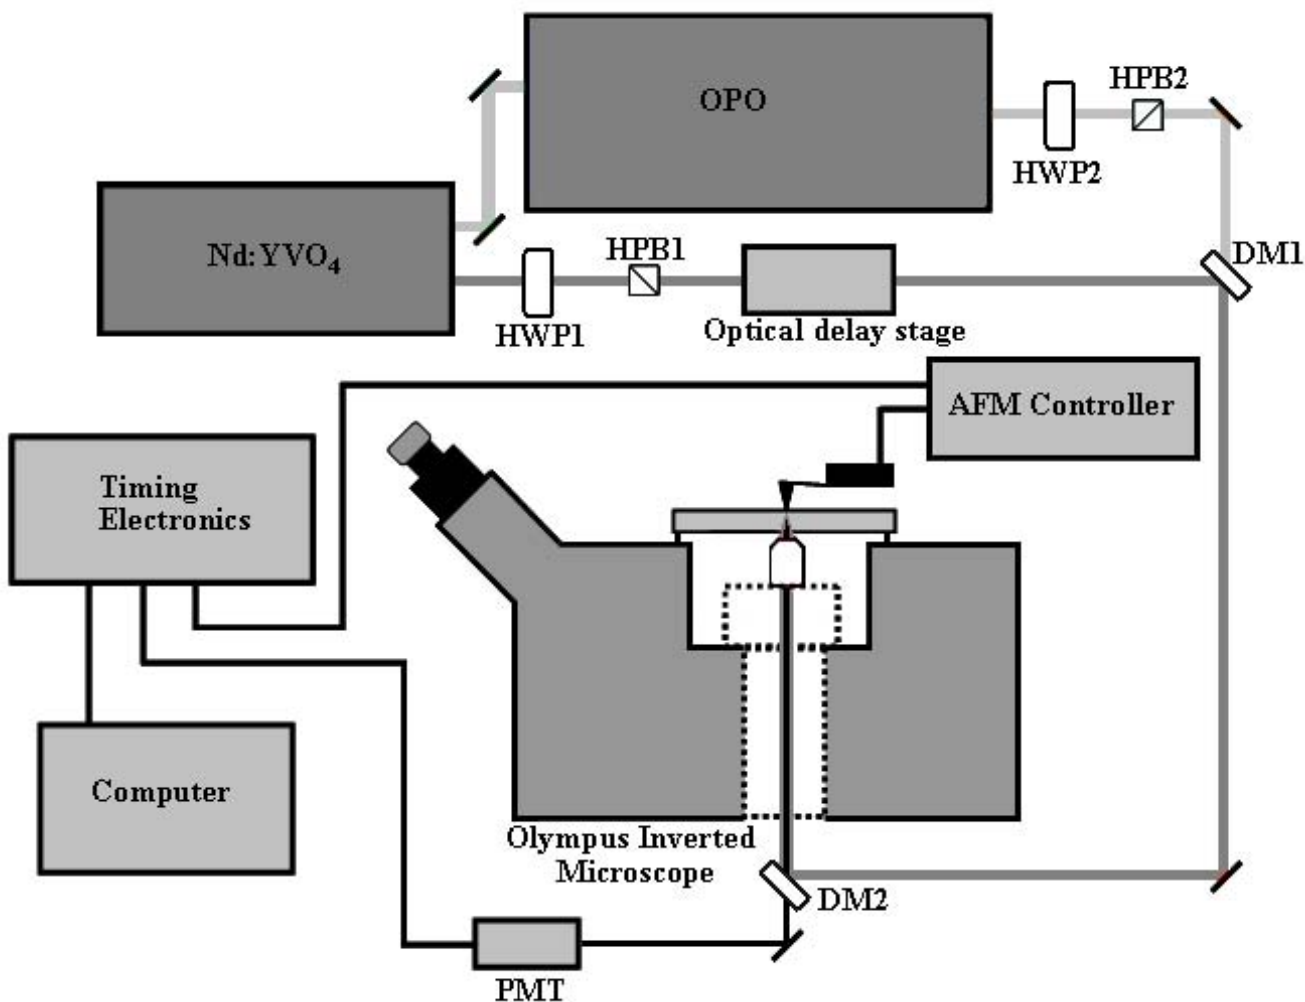 OPO
HPB2
HWP2
Nd:YVO₄
HPB1
DM1
HWP1
Optical delay stage
AFM Controller
Timing
Electronics
Computer
Olympus Inverted
Microscope
DM2
PMT